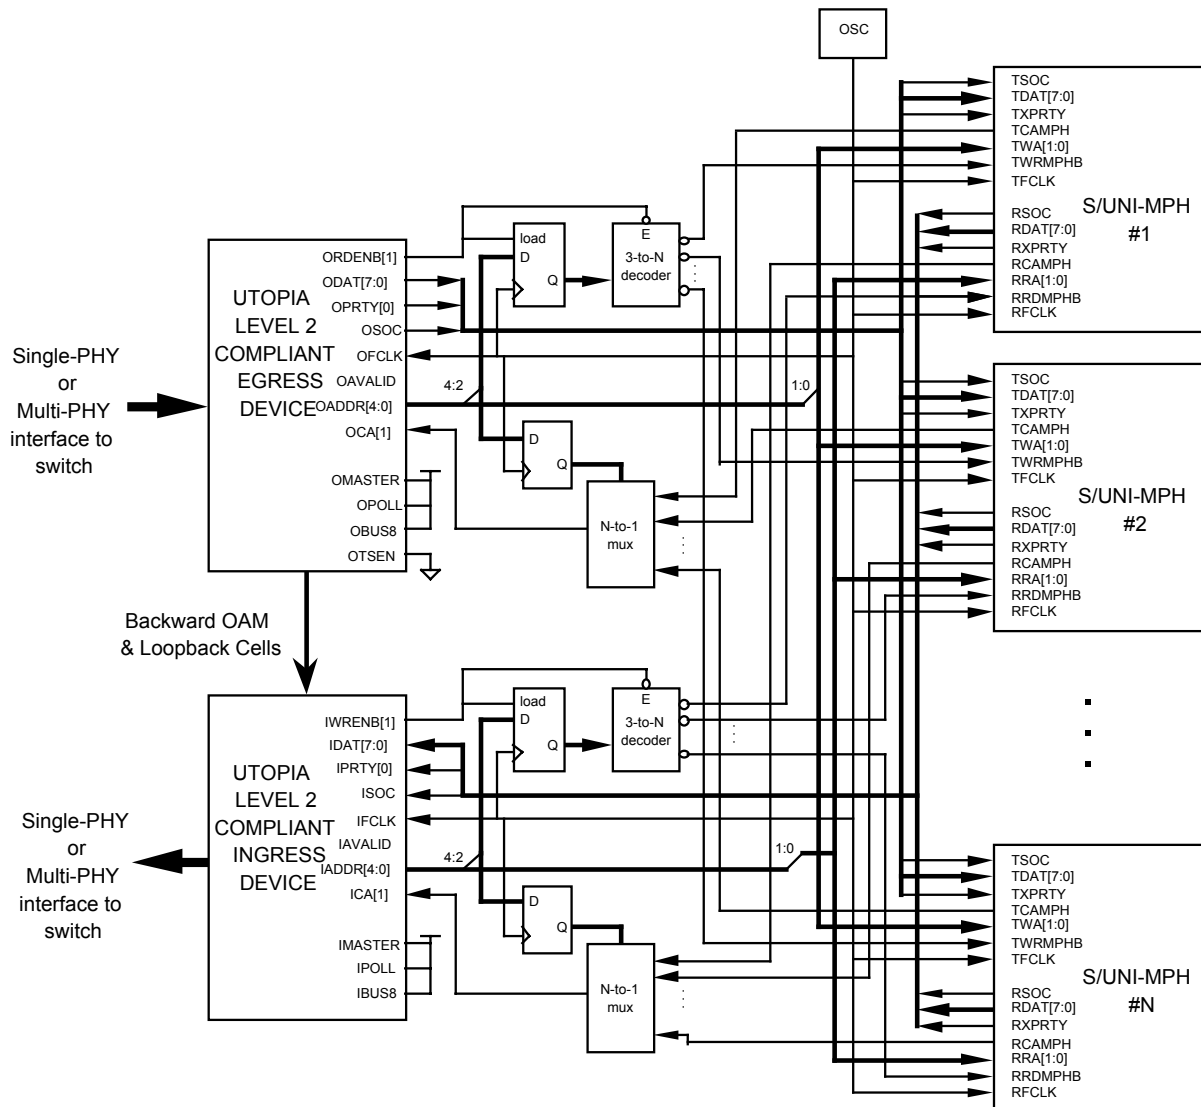 OSC
TSOC
TDAT[7:0]
TXPRTY
TCAMPH
TWA[1:0]
TWRMPHB
TFCLK
RSOC
RDAT[7:0]
RXPRTY
RCAMPH
RRA[1:0]
RRDMPHB
RFCLK
S/UNI-MPH
#1
Single-PHY
or
Multi-PHY
interface to
switch
UTOPIA
LEVEL 2
COMPLIANT
EGRESS
DEVICE
ORDENB[1]
ODAT[7:0]
OPRTY[0]
OSOC
OFCLK
OAVALID
OADDR[4:0]
OCA[1]
OMASTER
OPOLL
OBUS8
OTSEN
load
D
Q
E
3-to-N
decoder
4:2
1:0
D
Q
N-to-1
mux
TSOC
TDAT[7:0]
TXPRTY
TCAMPH
TWA[1:0]
TWRMPHB
TFCLK
RSOC
RDAT[7:0]
RXPRTY
RCAMPH
RRA[1:0]
RRDMPHB
RFCLK
S/UNI-MPH
#2
Backward OAM
& Loopback Cells
Single-PHY
or
Multi-PHY
interface to
switch
UTOPIA
LEVEL 2
COMPLIANT
INGRESS
DEVICE
IWRENB[1]
IDAT[7:0]
IPRTY[0]
ISOC
IFCLK
IAVALID
IADDR[4:0]
ICA[1]
IMASTER
IPOLL
IBUS8
load
D
Q
E
3-to-N
decoder
4:2
1:0
D
Q
N-to-1
mux
TSOC
TDAT[7:0]
TXPRTY
TCAMPH
TWA[1:0]
TWRMPHB
TFCLK
RSOC
RDAT[7:0]
RXPRTY
RCAMPH
RRA[1:0]
RRDMPHB
RFCLK
S/UNI-MPH
#N